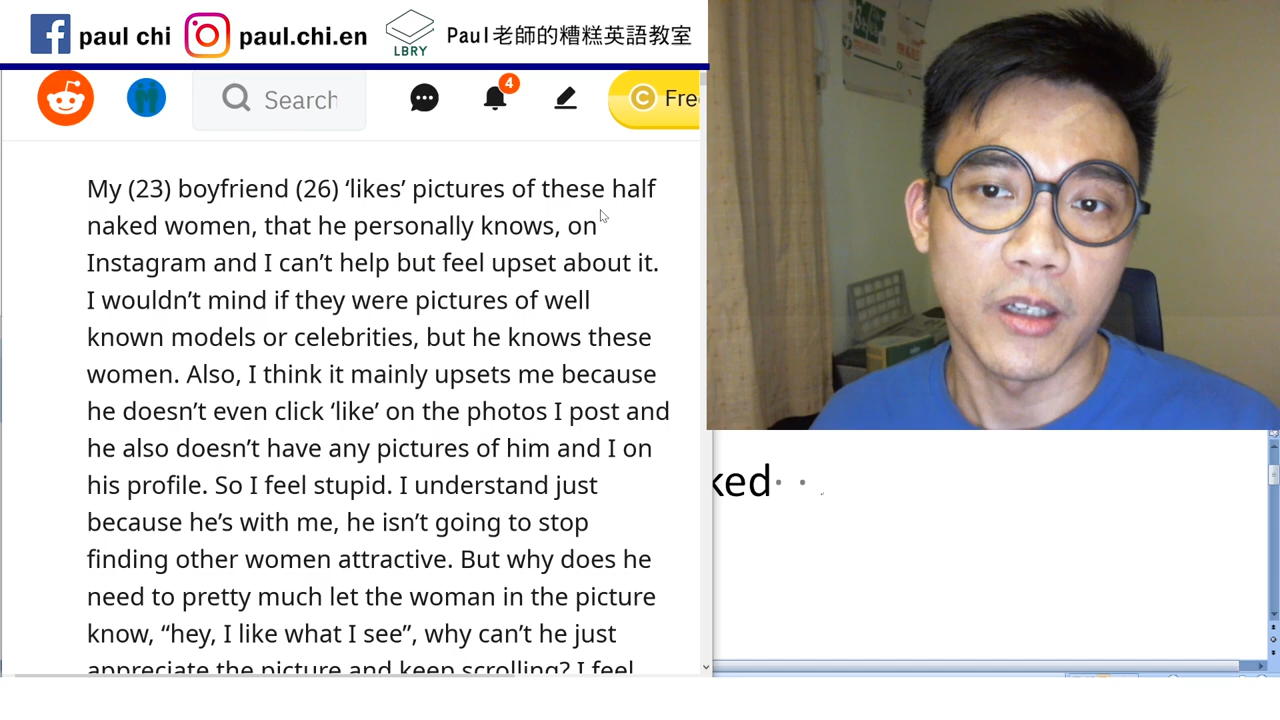 paul chi paul.chi.en LBRY Paul老師的糟糕英語教室
Search 4 Fre
My (23) boyfriend (26) ‘likes’ pictures of these half
naked women, that he personally knows, on
Instagram and I can’t help but feel upset about it.
I wouldn’t mind if they were pictures of well
known models or celebrities, but he knows these
women. Also, I think it mainly upsets me because
he doesn’t even click ‘like’ on the photos I post and
he also doesn’t have any pictures of him and I on
his profile. So I feel stupid. I understand just
because he’s with me, he isn’t going to stop
finding other women attractive. But why does he
need to pretty much let the woman in the picture
know, “hey, I like what I see”, why can’t he just
appreciate the picture and keep scrolling? I feel
ked